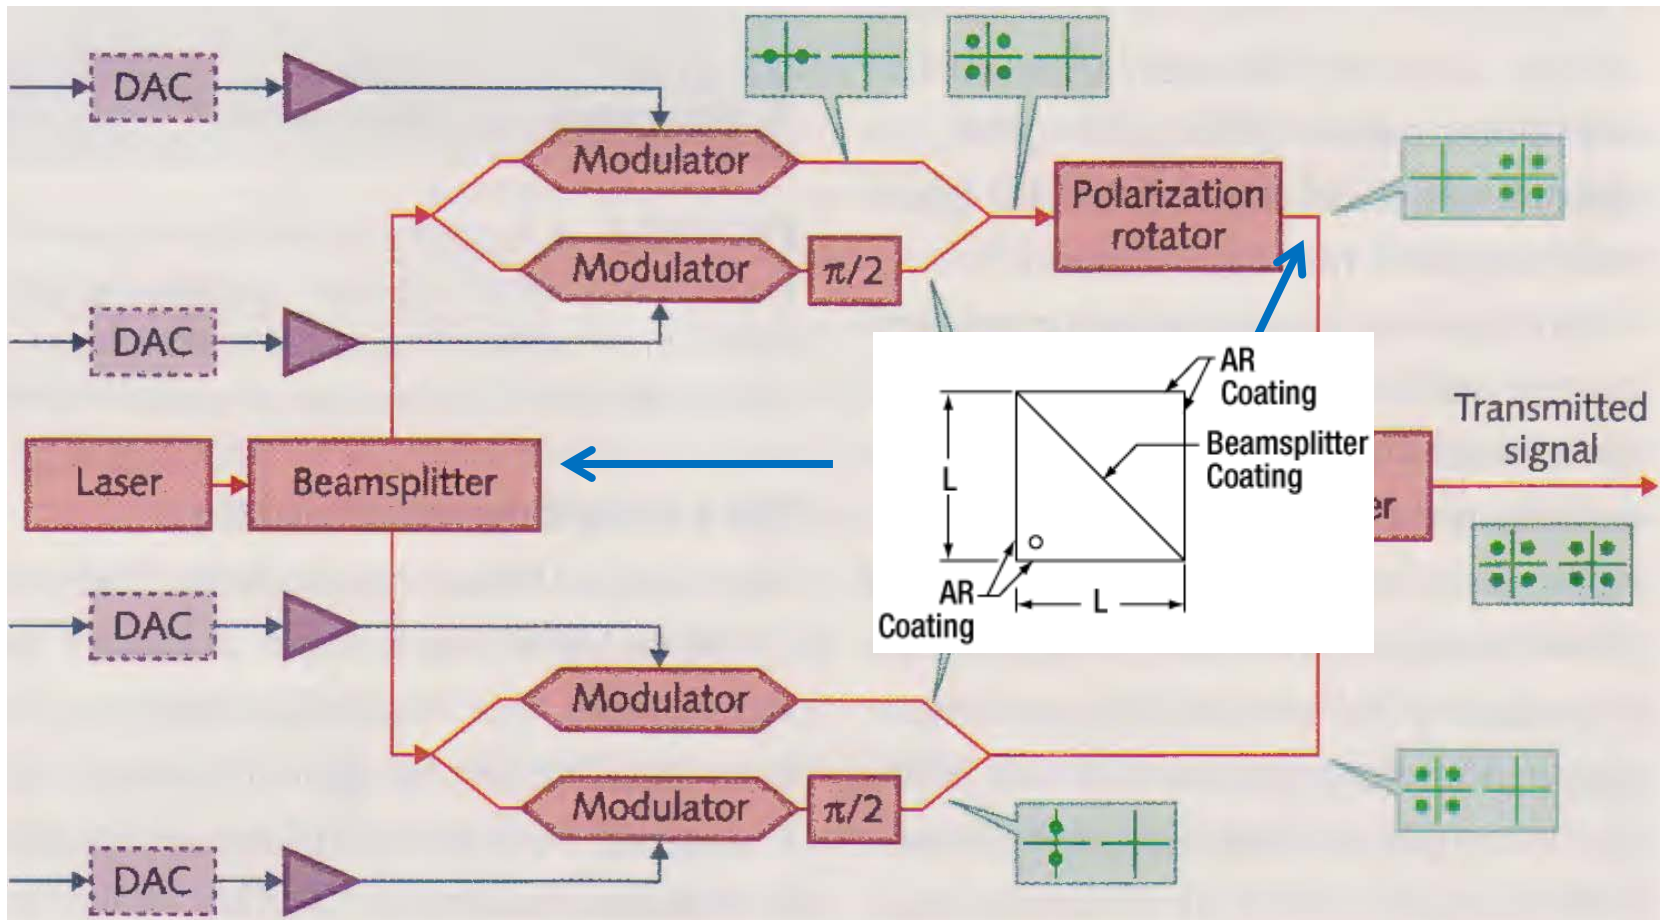 DAC
Modulator
Polarization
rotator
Modulator
π/2
DAC
AR
Coating
Transmitted
signal
Beamsplitter
Coating
L
Laser
Beamsplitter
er
AR
Coating
L
DAC
Modulator
Modulator
π/2
DAC